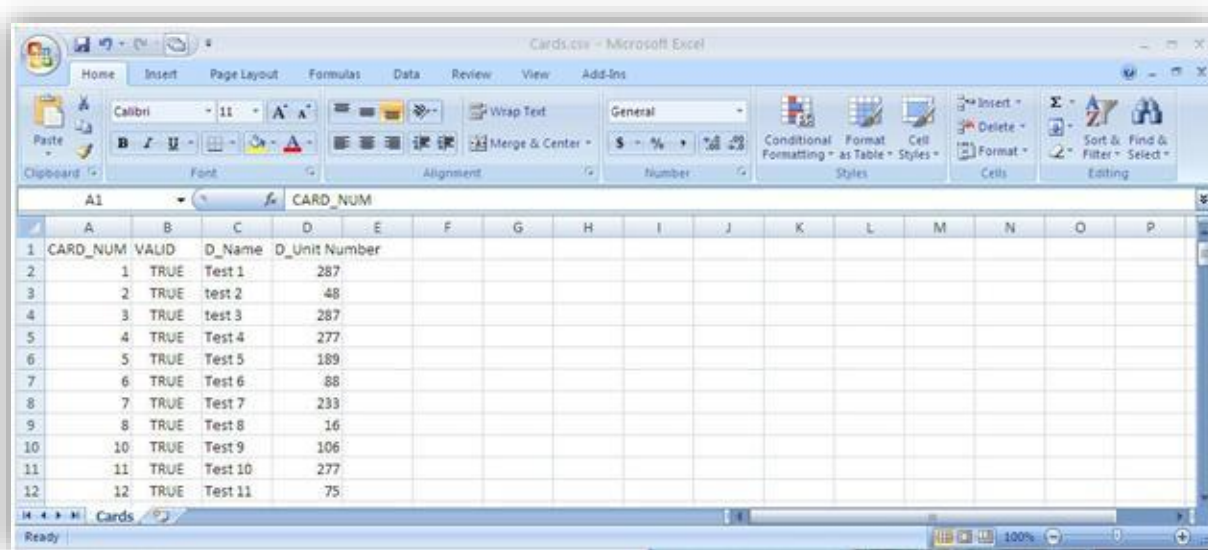 Cards.csv - Microsoft Excel
Home Insert Page Layout Formulas Data Review View Add-Ins
Paste
Calibri 11 A A
B I U A
Wrap Text
Merge & Center
General
$ % ,
Conditional Formatting
Format as Table
Cell Styles
Insert
Delete
Format
Σ
Sort & Filter
Find & Select
Clipboard Font Alignment Number Styles Cells Editing
A1 fx CARD_NUM
A B C D E F G H I J K L M N O P
1 CARD_NUM VALID D_Name D_Unit Number
2 1 TRUE Test 1 287
3 2 TRUE test 2 48
4 3 TRUE test 3 287
5 4 TRUE Test 4 277
6 5 TRUE Test 5 189
7 6 TRUE Test 6 88
8 7 TRUE Test 7 233
9 8 TRUE Test 8 16
10 10 TRUE Test 9 106
11 11 TRUE Test 10 277
12 12 TRUE Test 11 75
Cards
Ready 100%